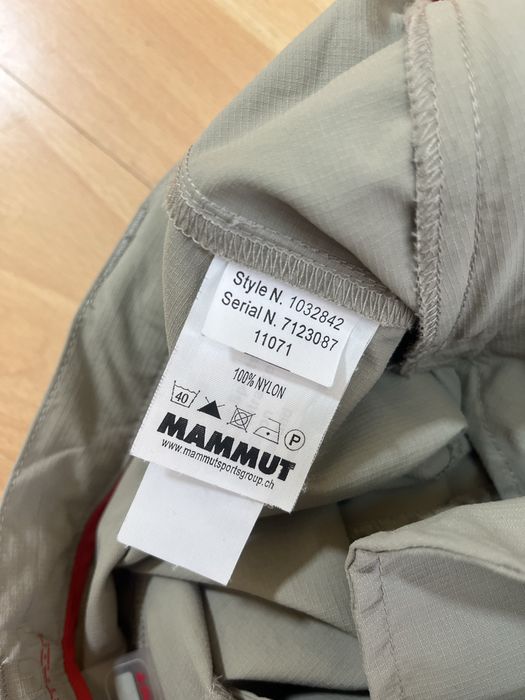 Style N. 1032842
Serial N. 7123087
11071
100% NYLON
40 P
MAMMUT
www.mammutsportsgroup.ch